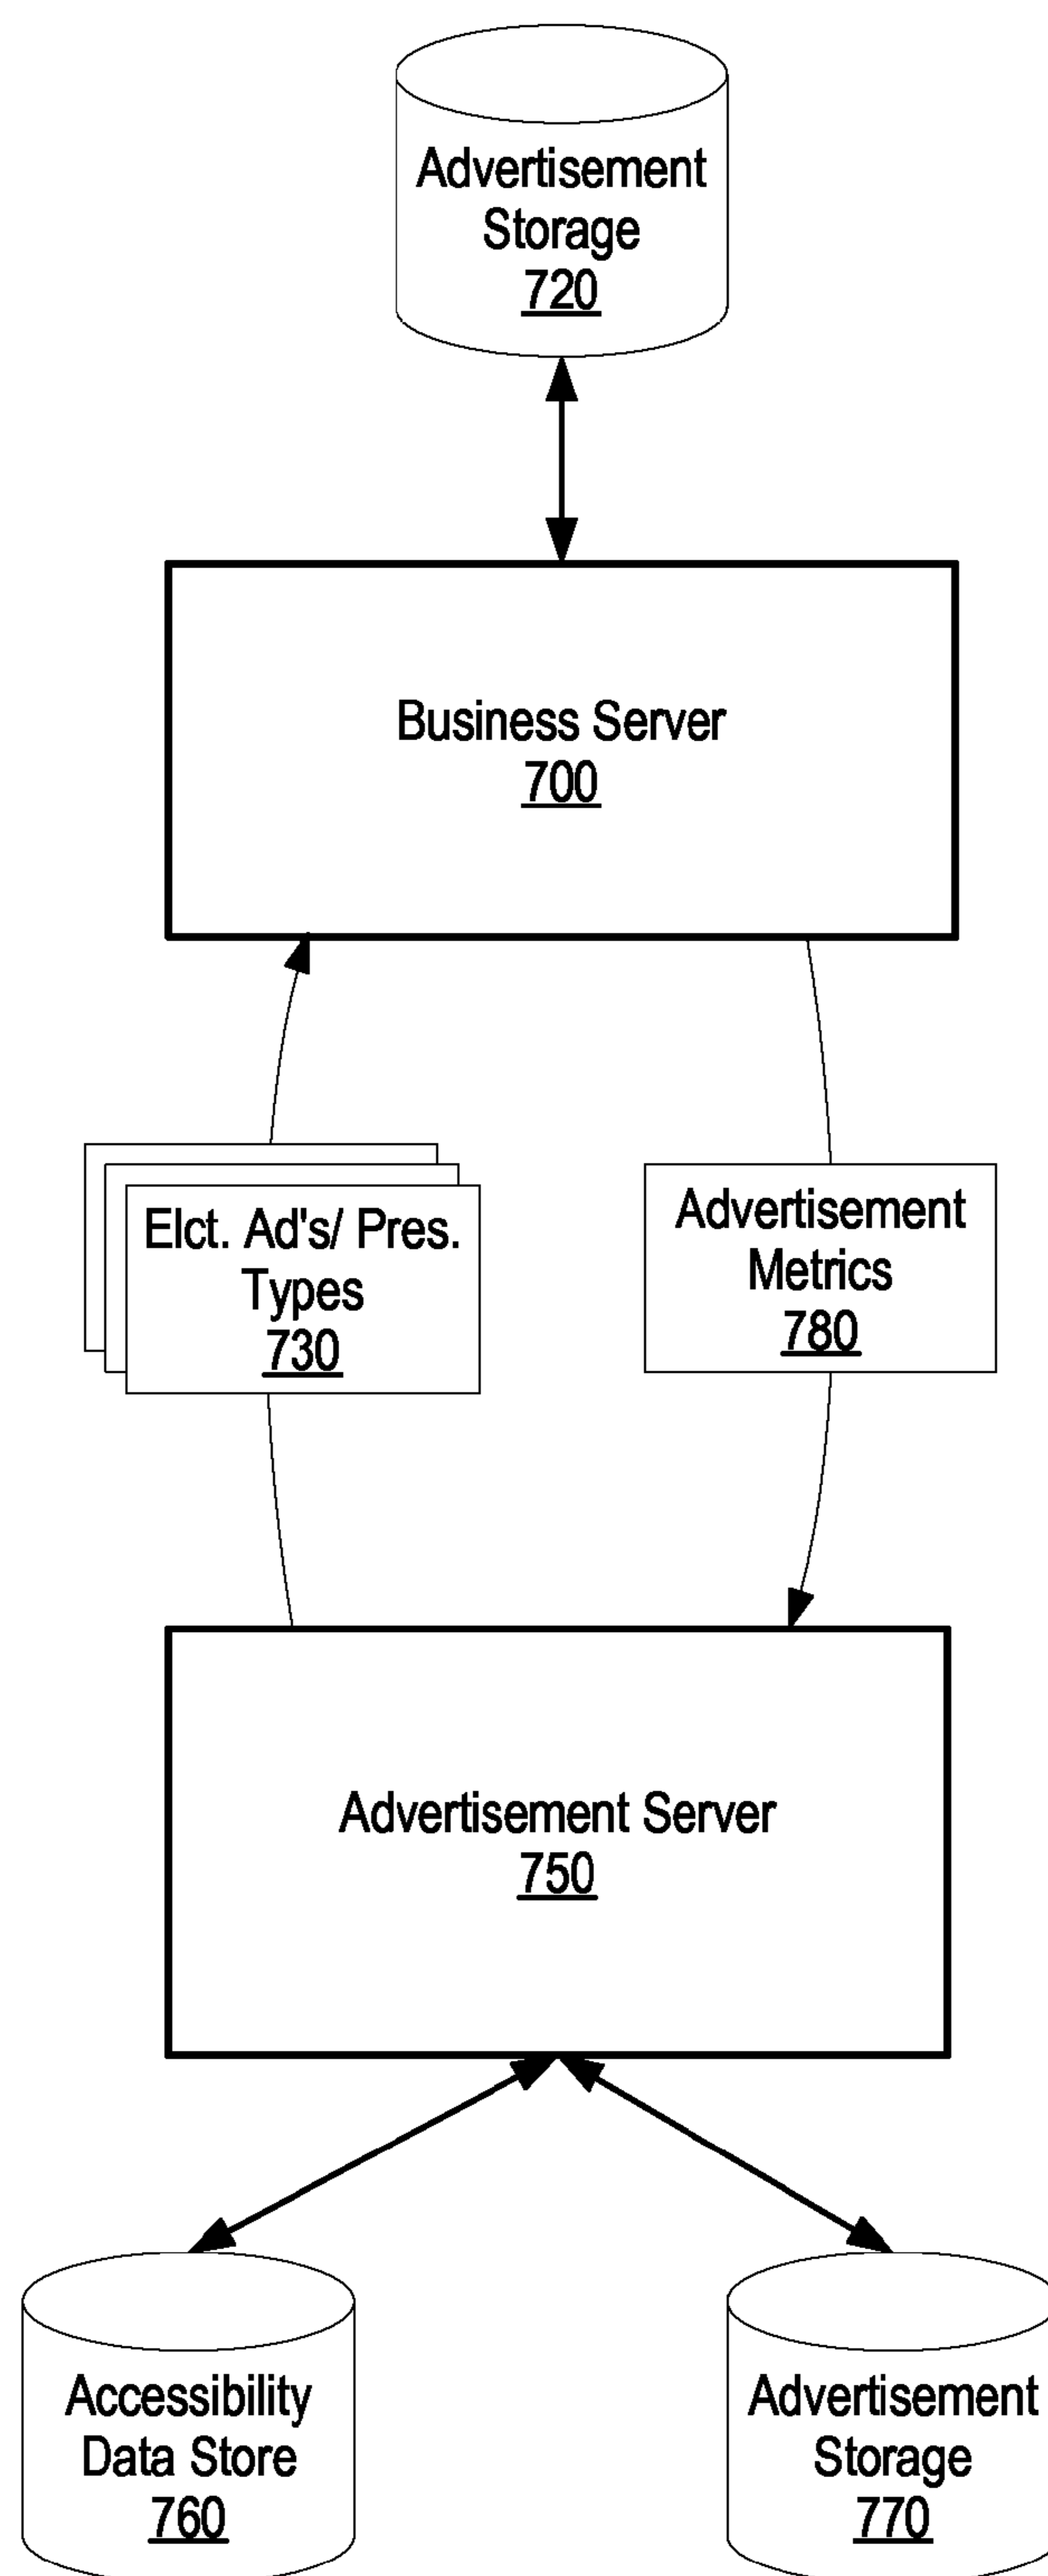 Advertisement
Storage
720
Business Server
700
Elct. Ad's/ Pres.
Types
730
Advertisement
Metrics
780
Advertisement Server
750
Accessibility
Data Store
760
Advertisement
Storage
770